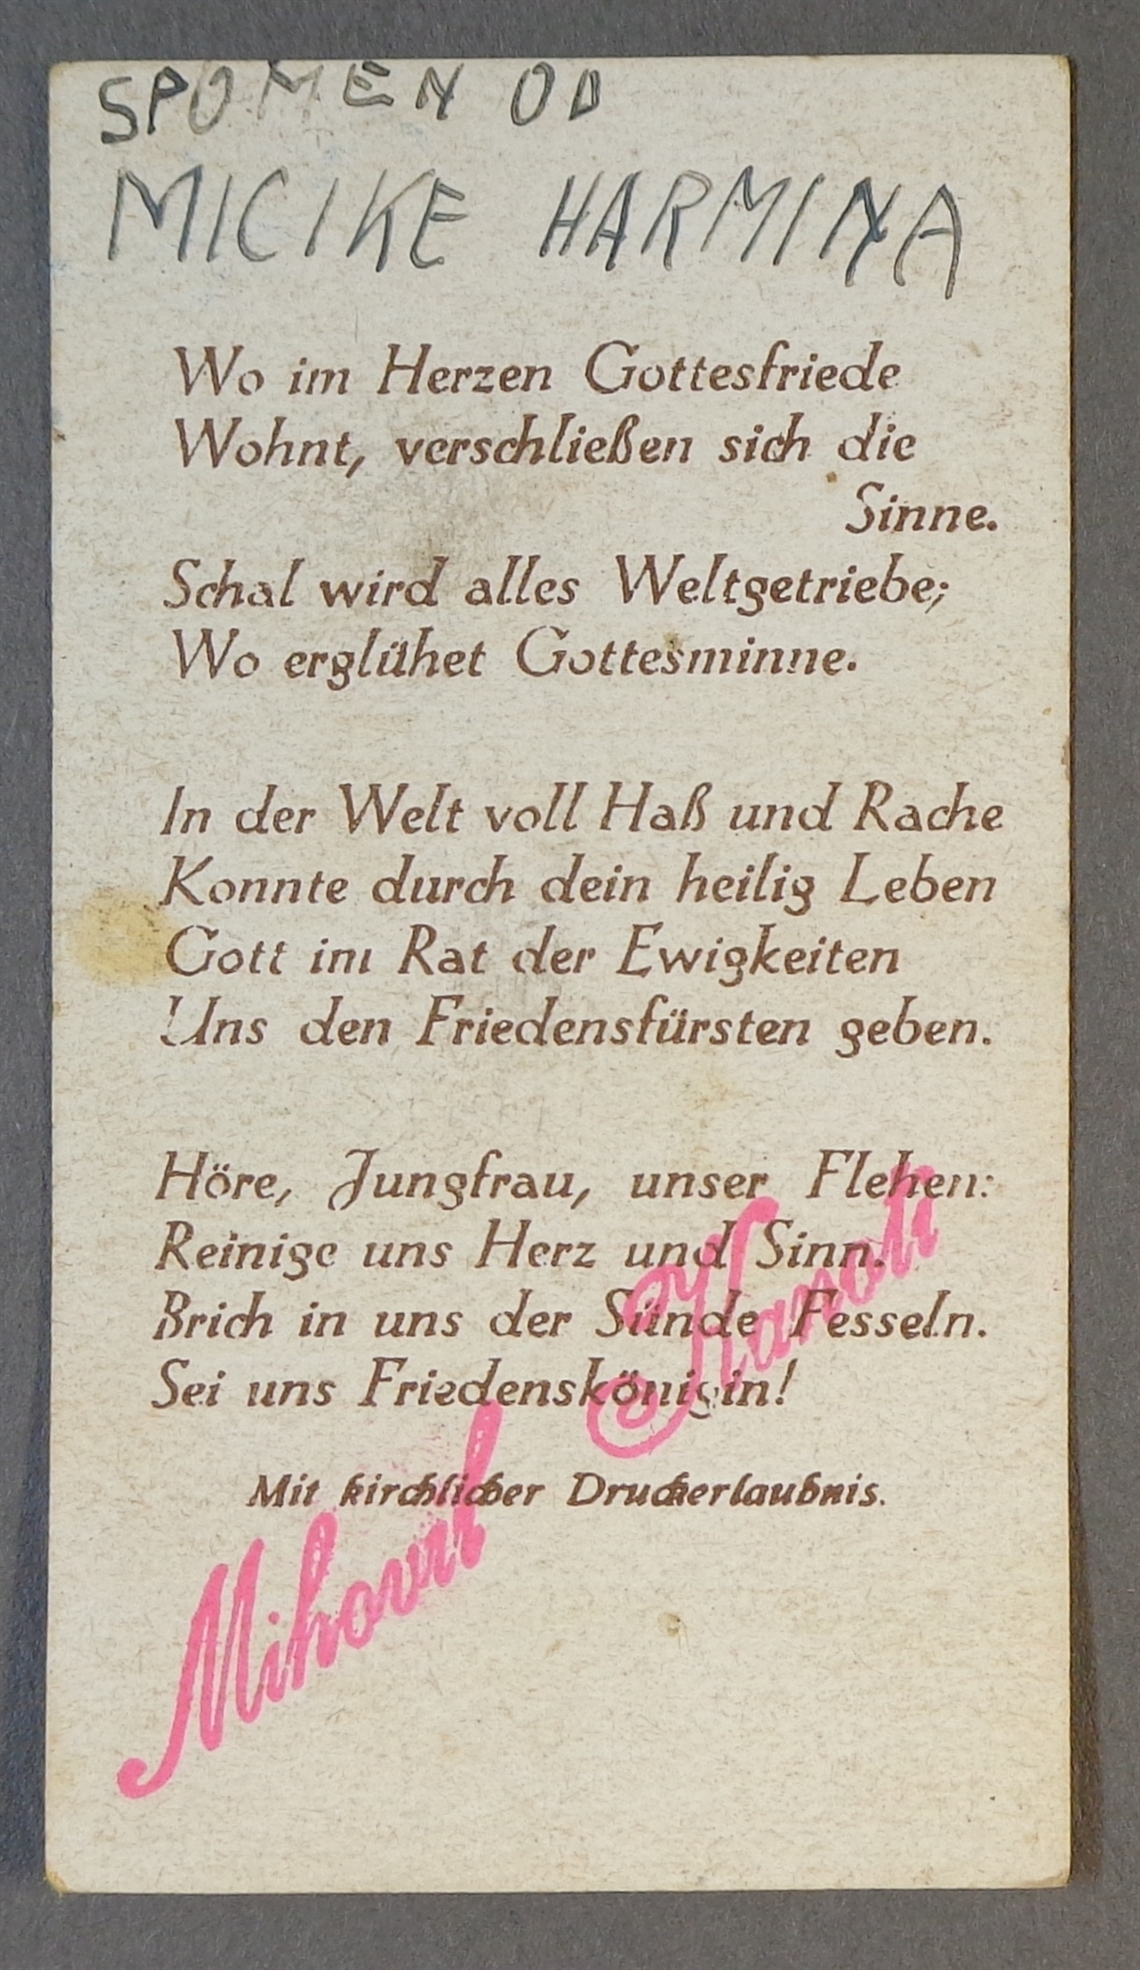 SPOMEN OD
MICIKE HARMINA
Wo im Herzen Gottesfriede
Wohnt, verschließen sich die
Sinne.
Schal wird alles Weltgetriebe;
Wo erglühet Gottesminne.
In der Welt voll Haß und Rache
Konnte durch dein heilig Leben
Gott im Rat der Ewigkeiten
Uns den Friedensfürsten geben.
Höre, Jungfrau, unser Flehen:
Reinige uns Herz und Sinn.
Brich in uns der Sünde Fesseln.
Sei uns Friedenskönigin!
Mit kirchlicher Druckerlaubnis.
Mihovil Kanoti